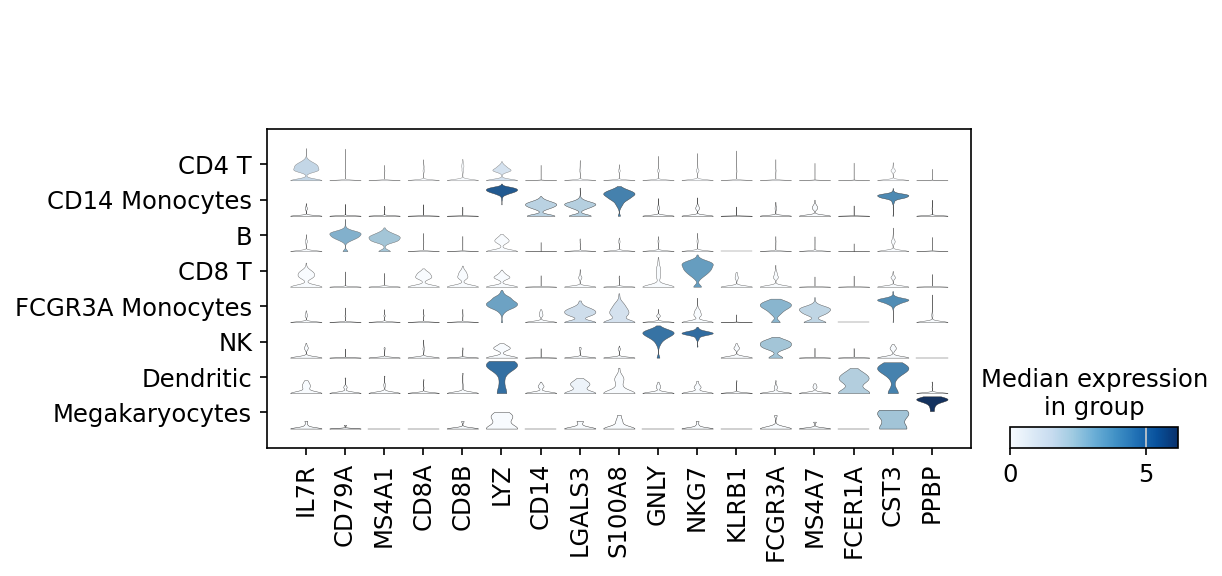 CD4 T
CD14 Monocytes
B
CD8 T
FCGR3A Monocytes
NK
Dendritic
Megakaryocytes
IL7R
CD79A
MS4A1
CD8A
CD8B
LYZ
CD14
LGALS3
S100A8
GNLY
NKG7
KLRB1
FCGR3A
MS4A7
FCER1A
CST3
PPBP
Median expression
in group
0 5